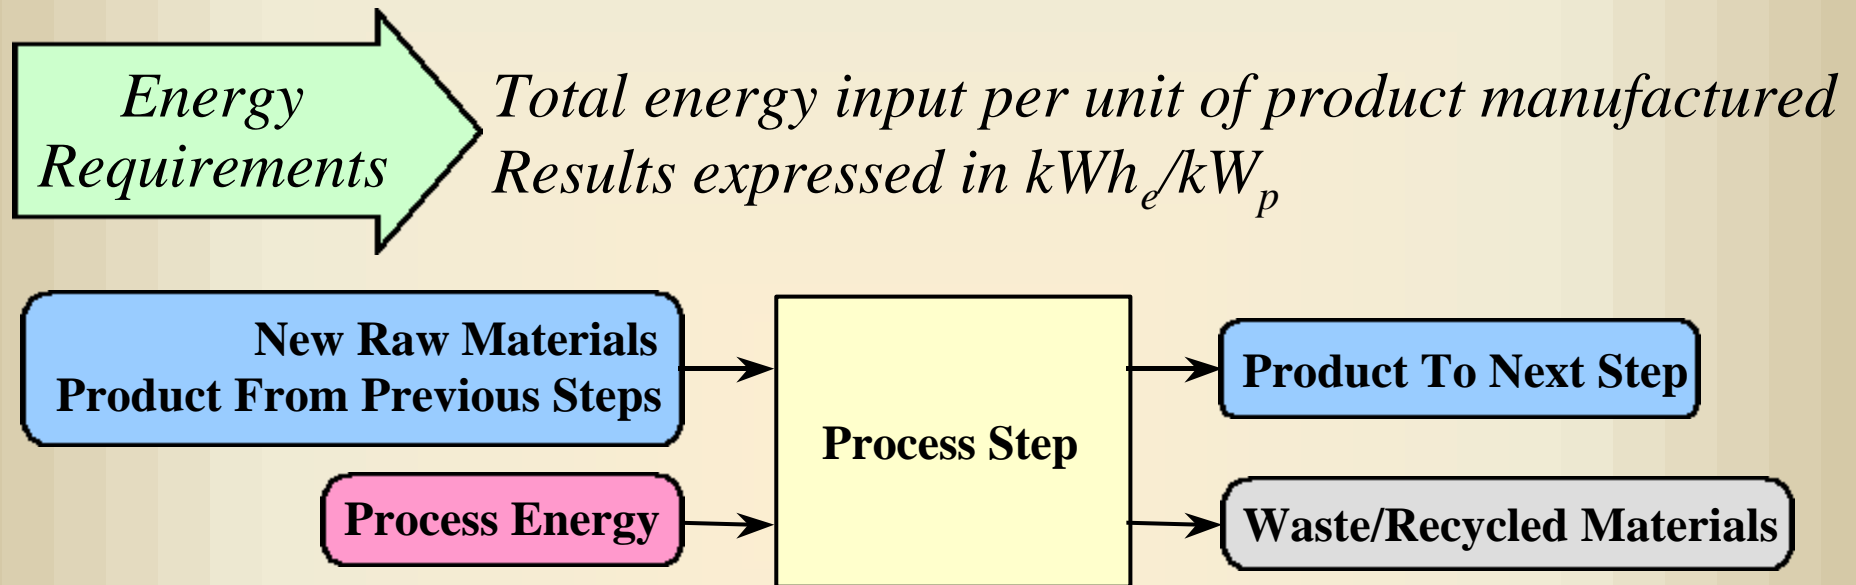 Energy
Requirements
Total energy input per unit of product manufactured
Results expressed in kWhₑ/kWₚ
New Raw Materials
Product From Previous Steps
Process Energy
Process Step
Product To Next Step
Waste/Recycled Materials